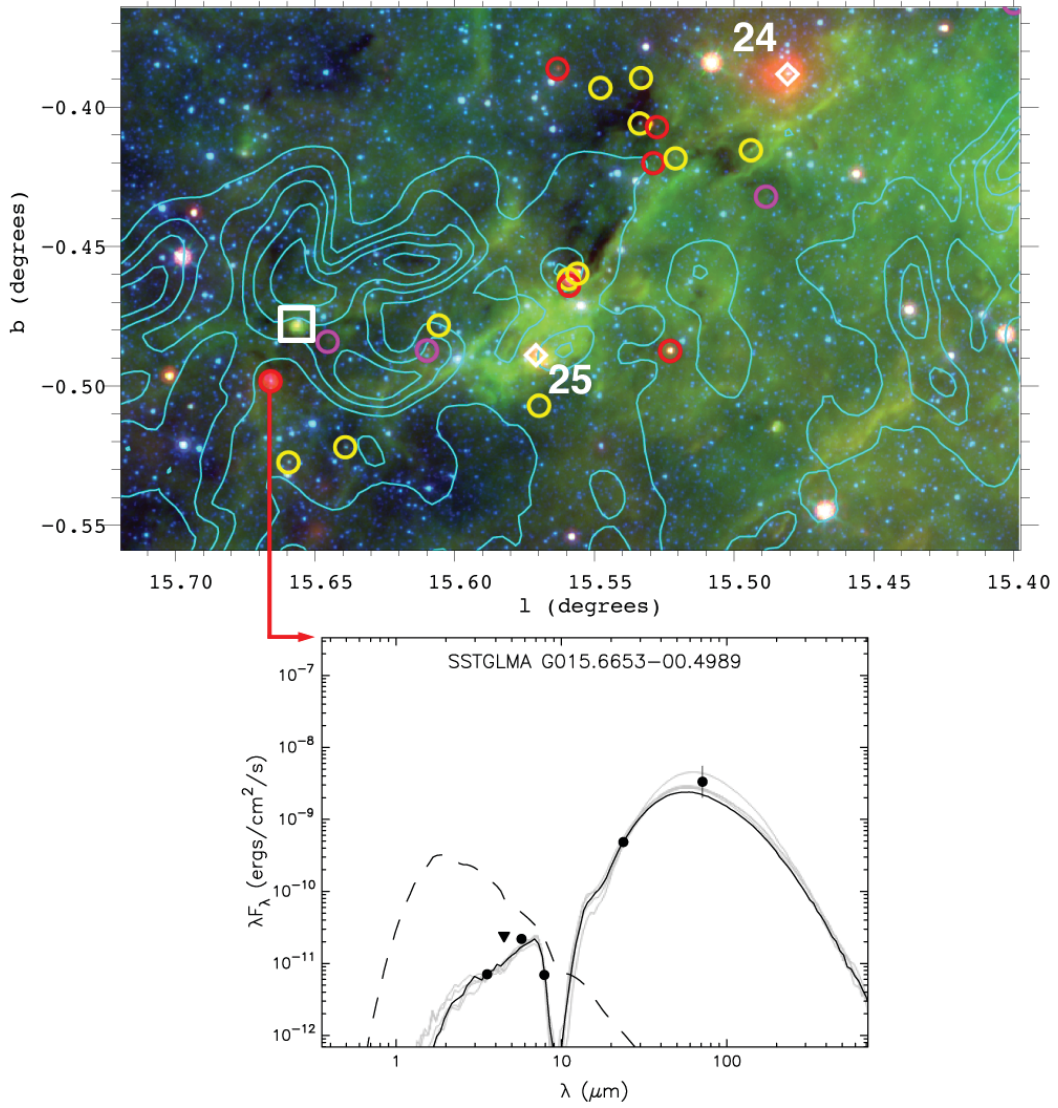 24
25
-0.40
-0.45
-0.50
-0.55
b (degrees)
15.70 15.65 15.60 15.55 15.50 15.45 15.40
l (degrees)
SSTGLMA G015.6653−00.4989
10⁻⁷
10⁻⁸
10⁻⁹
10⁻¹⁰
10⁻¹¹
10⁻¹²
λF_λ (ergs/cm²/s)
1 10 100
λ (μm)